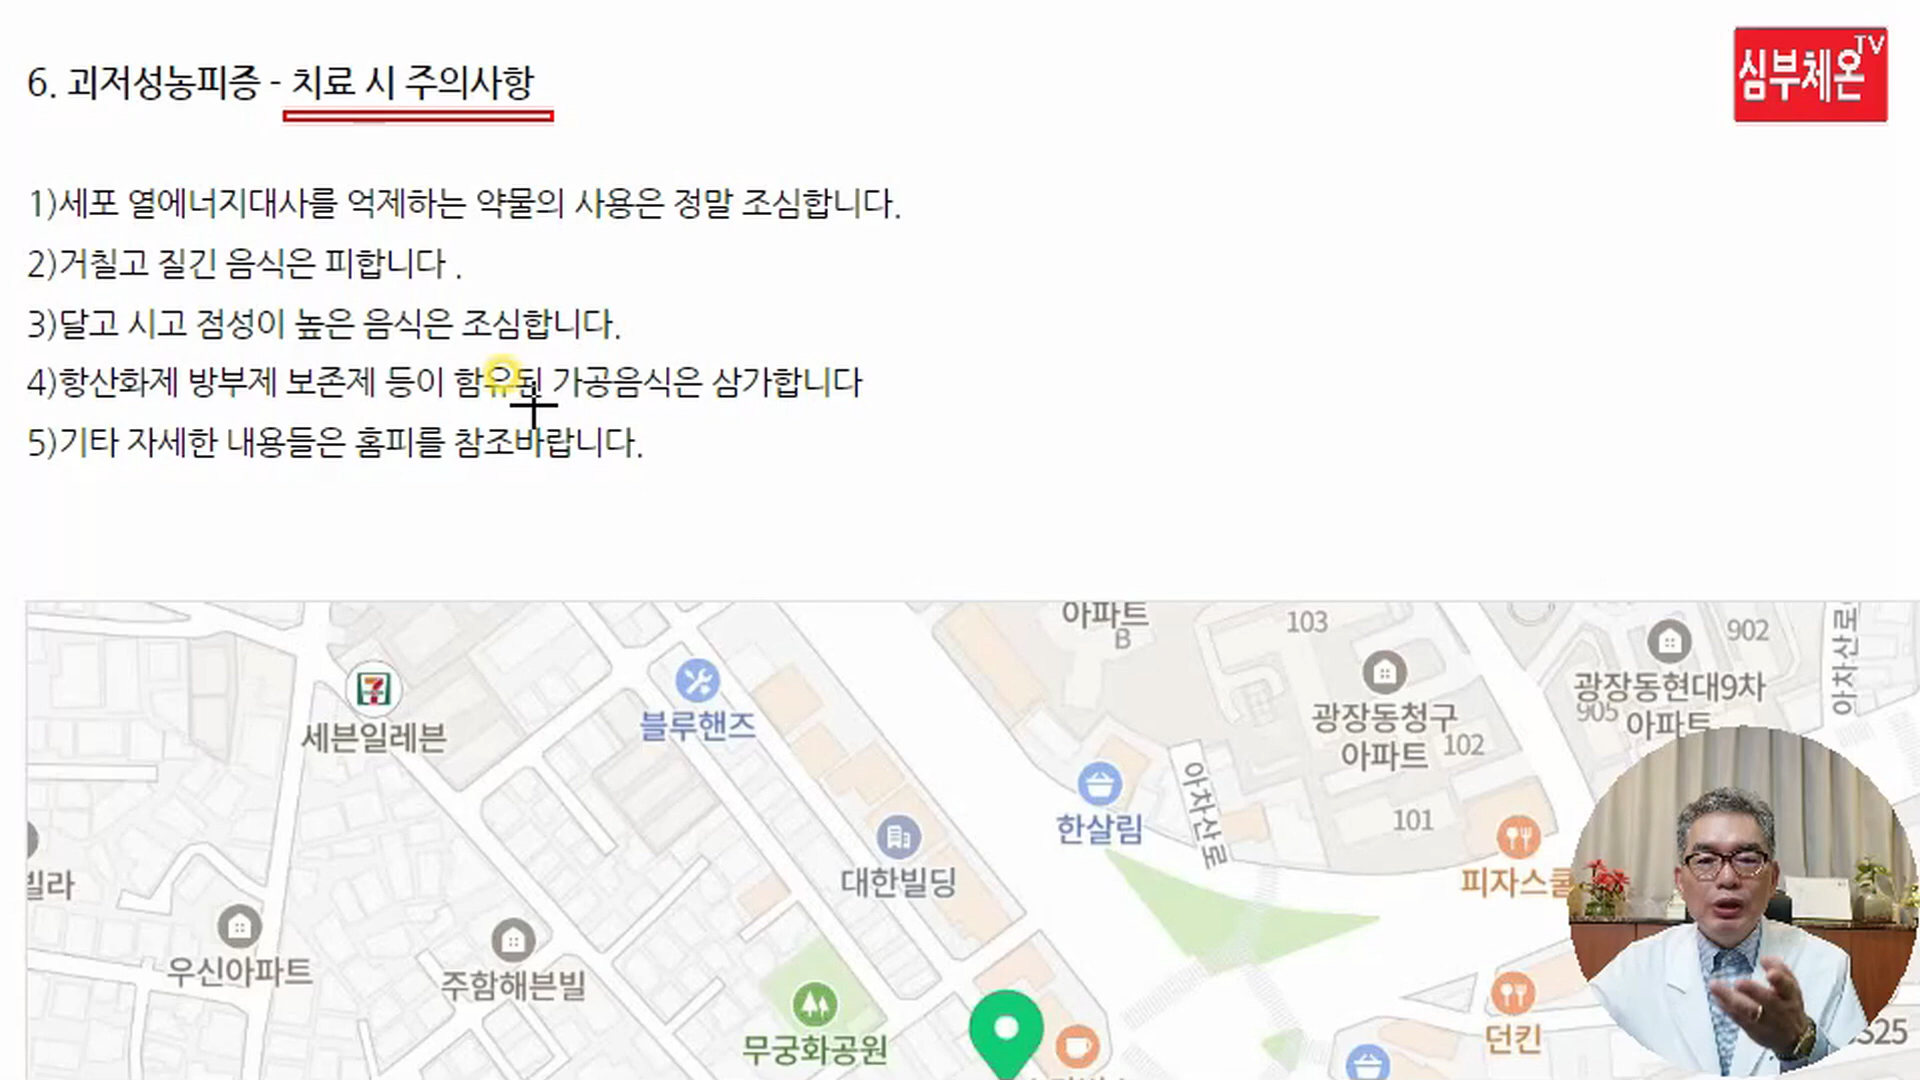 6. 괴저성농피증 - 치료 시 주의사항
심부체온TV
1)세포 열에너지대사를 억제하는 약물의 사용은 정말 조심합니다.
2)거칠고 질긴 음식은 피합니다 .
3)달고 시고 점성이 높은 음식은 조심합니다.
4)항산화제 방부제 보존제 등이 함유된 가공음식은 삼가합니다
5)기타 자세한 내용들은 홈피를 참조바랍니다.
아파트
B
103
902
아차산로
광장동현대9차
아파트
905
세븐일레븐
블루핸즈
광장동청구
아파트
102
한살림
아차산로
101
대한빌딩
피자스쿨
빌라
우신아파트
주함해븐빌
무궁화공원
던킨
S25